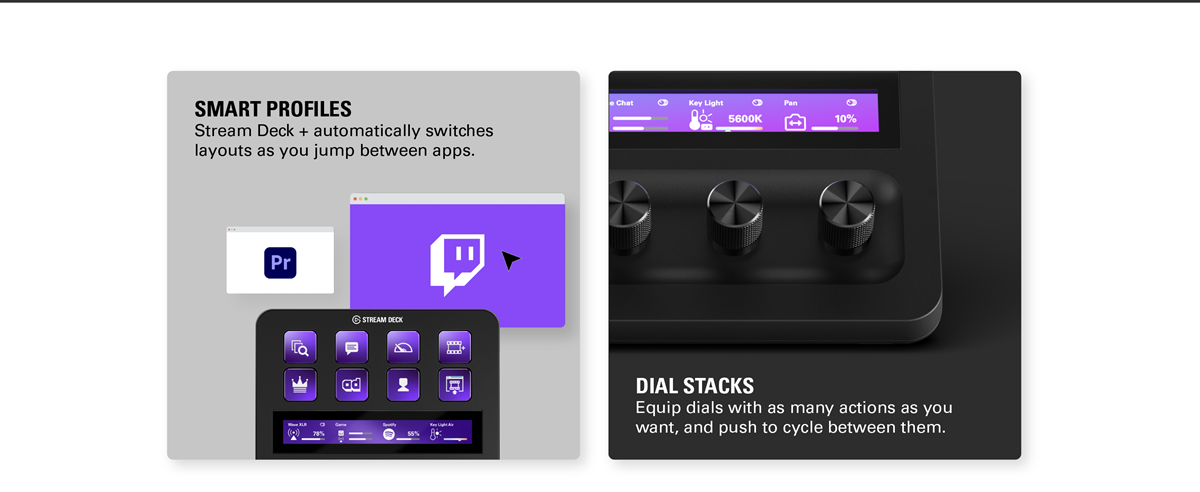 SMART PROFILES
Stream Deck + automatically switches
layouts as you jump between apps.
Pr
STREAM DECK
Wave XLR
Game
Spotify
Key Light Air
78%
55%
e Chat
Key Light
Pan
5600K
10%
DIAL STACKS
Equip dials with as many actions as you
want, and push to cycle between them.